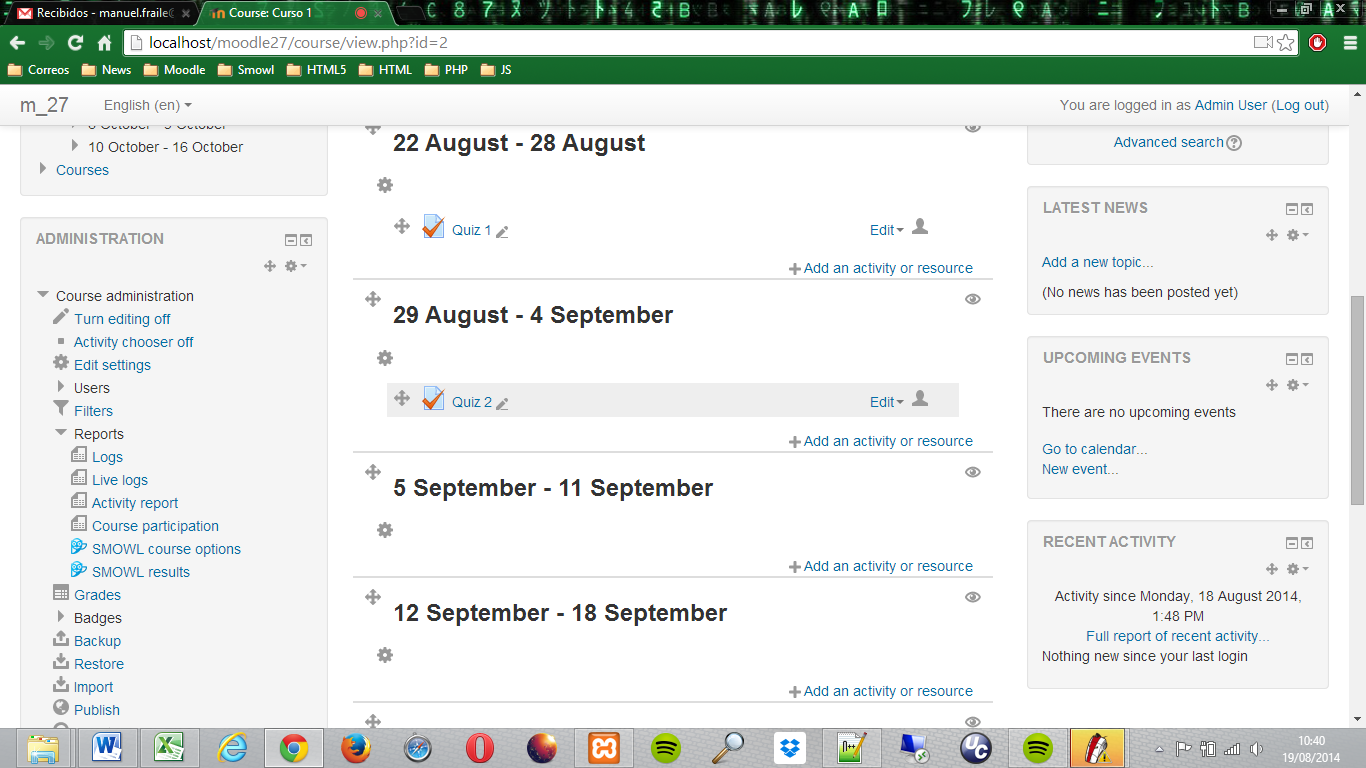 Recibidos - manuel.fraile@
Course: Curso 1
10:40
localhost/moodle27/course/view.php?id=2
Correos
News
Moodle
Smowl
HTML5
HTML
PHP
JS
m_27
English (en)
You are logged in as Admin User (Log out)
10 October - 16 October
Courses
ADMINISTRATION
Course administration
Turn editing off
Activity chooser off
Edit settings
Users
Filters
Reports
Logs
Live logs
Activity report
Course participation
SMOWL course options
SMOWL results
Grades
Badges
Backup
Restore
Import
Publish
22 August - 28 August
Quiz 1
Edit
Add an activity or resource
29 August - 4 September
Quiz 2
Edit
Add an activity or resource
5 September - 11 September
Add an activity or resource
12 September - 18 September
Add an activity or resource
Advanced search
LATEST NEWS
Add a new topic...
(No news has been posted yet)
UPCOMING EVENTS
There are no upcoming events
Go to calendar...
New event...
RECENT ACTIVITY
Activity since Monday, 18 August 2014,
1:48 PM
Full report of recent activity...
Nothing new since your last login
10:40
19/08/2014